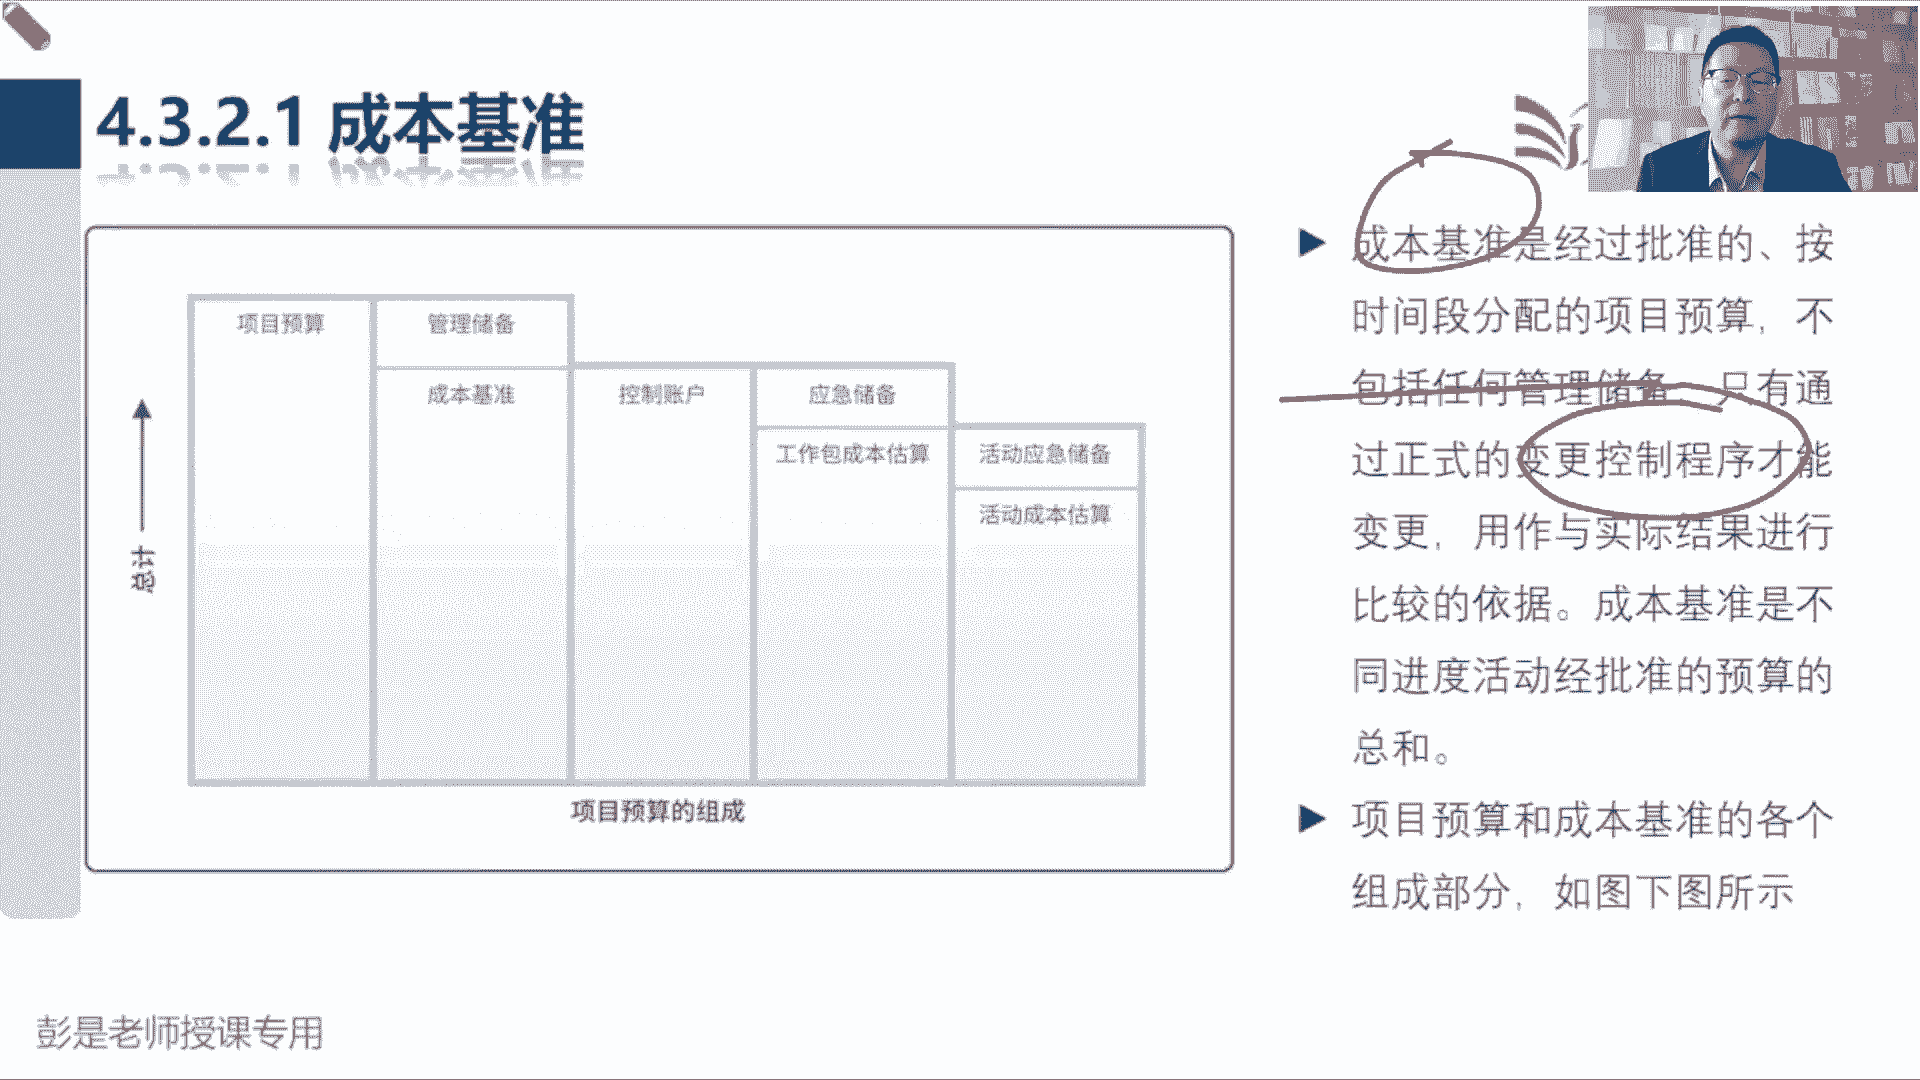 4.3.2.1 成本基准
项目预算
管理储备
成本基准
控制账户
应急储备
工作包成本估算
活动应急储备
活动成本估算
总计
项目预算的组成
成本基准是经过批准的、按
时间段分配的项目预算，不
包括任何管理储备，只有通
过正式的变更控制程序才能
变更，用作与实际结果进行
比较的依据。成本基准是不
同进度活动经批准的预算的
总和。
项目预算和成本基准的各个
组成部分，如图下图所示
彭是老师授课专用